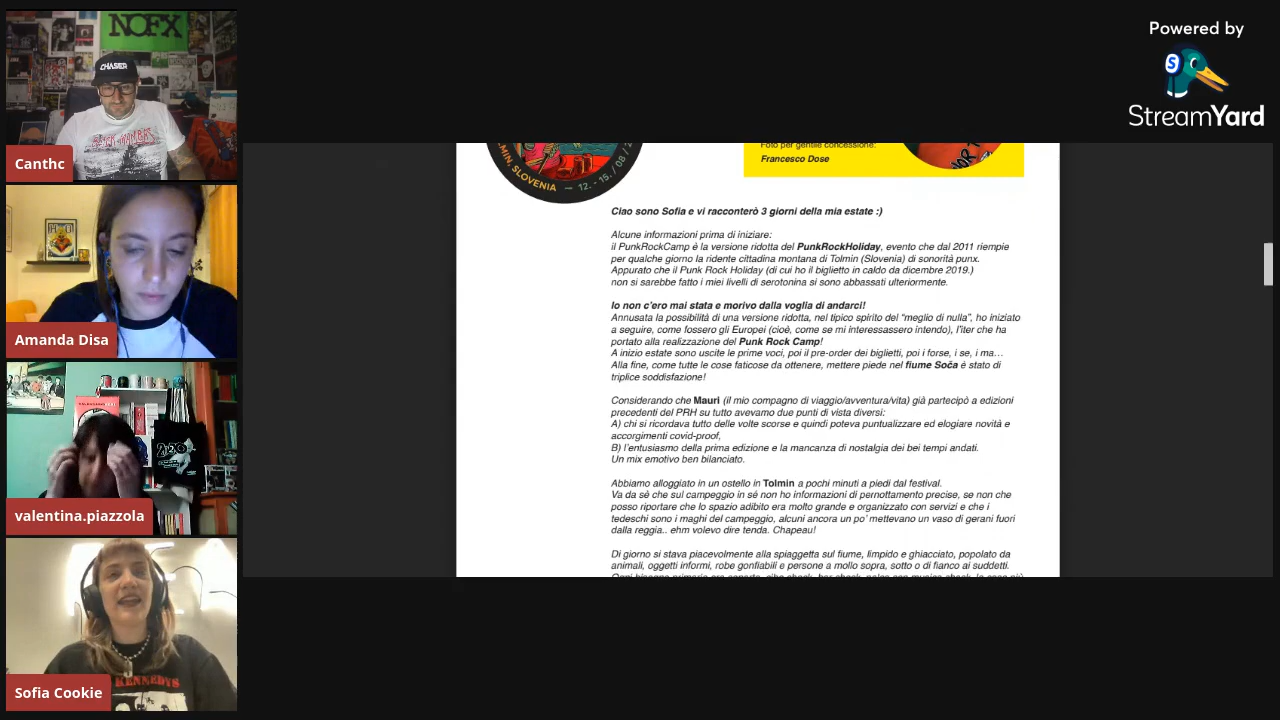 NOFX
CHASER
Canthc
Amanda Disa
2:20
valentina.piazzola
KENNEDYS
Sofia Cookie
Powered by
StreamYard
SLOVENIA — 12. - 15. / 08 / 2
Foto per gentile concessione:
Francesco Dose
Ciao sono Sofia e vi racconterò 3 giorni della mia estate :)
Alcune informazioni prima di iniziare:
il PunkRockCamp è la versione ridotta del PunkRockHoliday, evento che dal 2011 riempie
per qualche giorno la ridente cittadina montana di Tolmin (Slovenia) di sonorità punx.
Appurato che il Punk Rock Holiday (di cui ho il biglietto in caldo da dicembre 2019.)
non si sarebbe fatto i miei livelli di serotonina si sono abbassati ulteriormente.
Io non c'ero mai stata e morivo dalla voglia di andarci!
Annusata la possibilità di una versione ridotta, nel tipico spirito del “meglio di nulla”, ho iniziato
a seguire, come fossero gli Europei (cioè, come se mi interessassero intendo), l'iter che ha
portato alla realizzazione del Punk Rock Camp!
A inizio estate sono uscite le prime voci, poi il pre-order dei biglietti, poi i forse, i se, i ma…
Alla fine, come tutte le cose faticose da ottenere, mettere piede nel fiume Soča è stato di
triplice soddisfazione!
Considerando che Mauri (il mio compagno di viaggio/avventura/vita) già partecipò a edizioni
precedenti del PRH su tutto avevamo due punti di vista diversi:
A) chi si ricordava tutto delle volte scorse e quindi poteva puntualizzare ed elogiare novità e
accorgimenti covid-proof,
B) l'entusiasmo della prima edizione e la mancanza di nostalgia dei bei tempi andati.
Un mix emotivo ben bilanciato.
Abbiamo alloggiato in un ostello in Tolmin a pochi minuti a piedi dal festival.
Va da sè che sul campeggio in sé non ho informazioni di pernottamento precise, se non che
posso riportare che lo spazio adibito era molto grande e organizzato con servizi e che i
tedeschi sono i maghi del campeggio, alcuni ancora un po' mettevano un vaso di gerani fuori
dalla reggia.. ehm volevo dire tenda. Chapeau!
Di giorno si stava piacevolmente alla spiaggetta sul fiume, limpido e ghiacciato, popolato da
animali, oggetti informi, robe gonfiabili e persone a mollo sopra, sotto o di fianco ai suddetti.